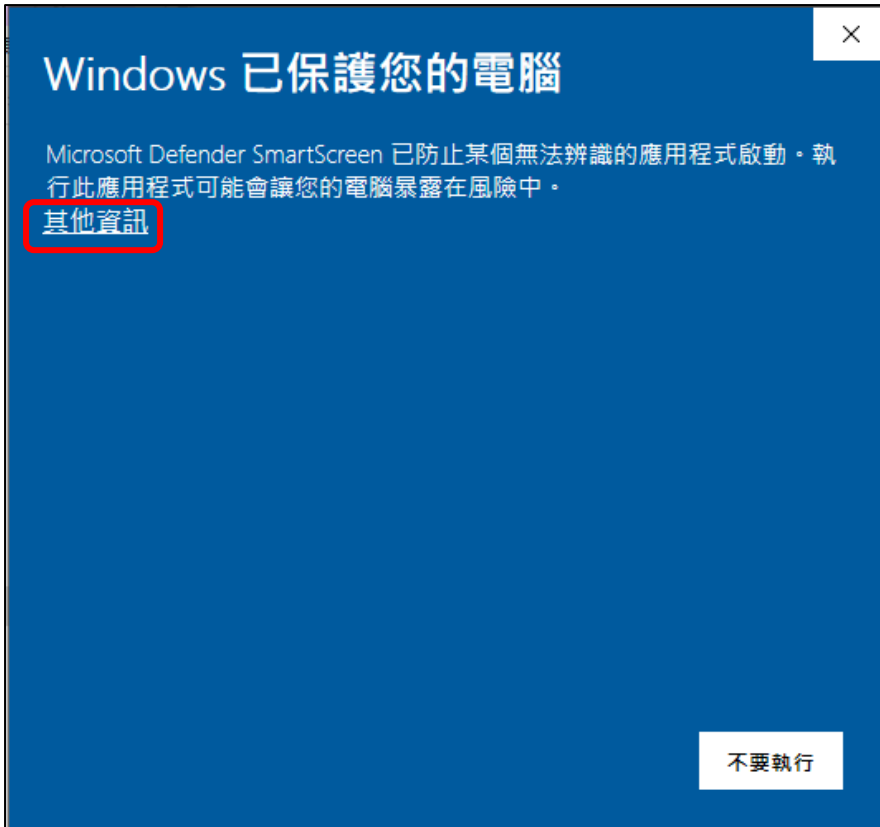 Windows 已保護您的電腦
Microsoft Defender SmartScreen 已防止某個無法辨識的應用程式啟動。執
行此應用程式可能會讓您的電腦暴露在風險中。
其他資訊
不要執行